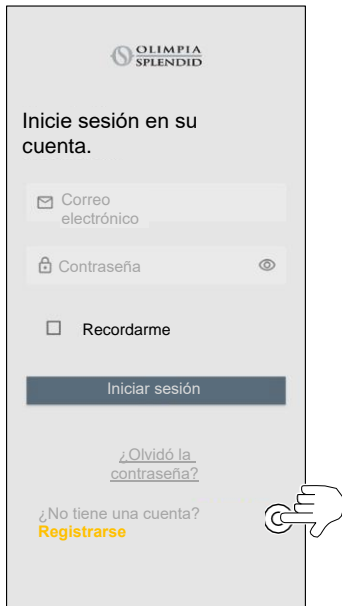 OLIMPIA
SPLENDID
Inicie sesión en su
cuenta.
Correo
electrónico
Contraseña
Recordarme
Iniciar sesión
¿Olvidó la
contraseña?
¿No tiene una cuenta?
Registrarse